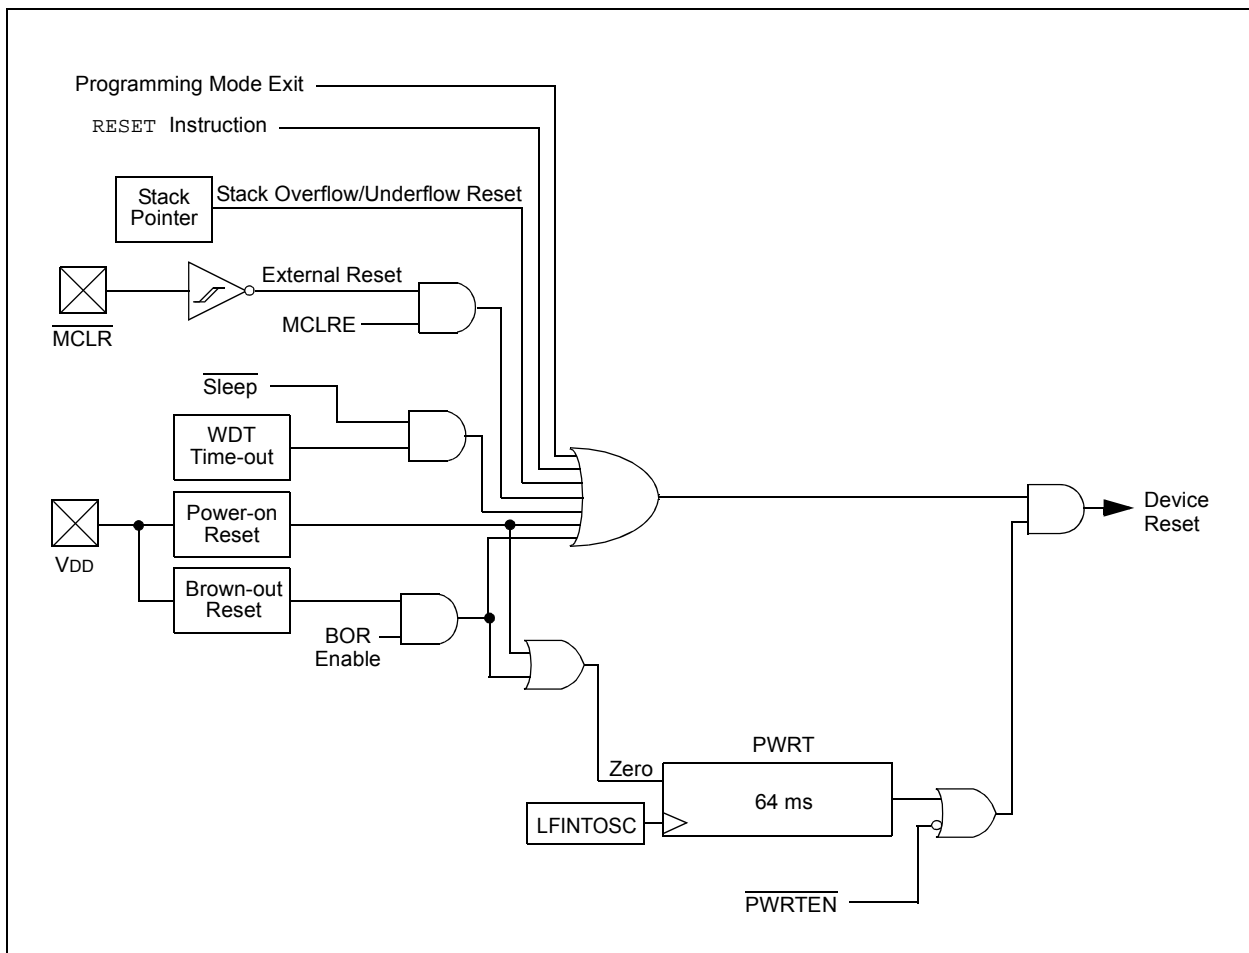 Programming Mode Exit
RESET Instruction
Stack
Pointer
Stack Overflow/Underflow Reset
External Reset
MCLR
MCLRE
Sleep
WDT
Time-out
Power-on
Reset
VDD
Brown-out
Reset
BOR
Enable
Device
Reset
PWRT
Zero
64 ms
LFINTOSC
PWRTEN